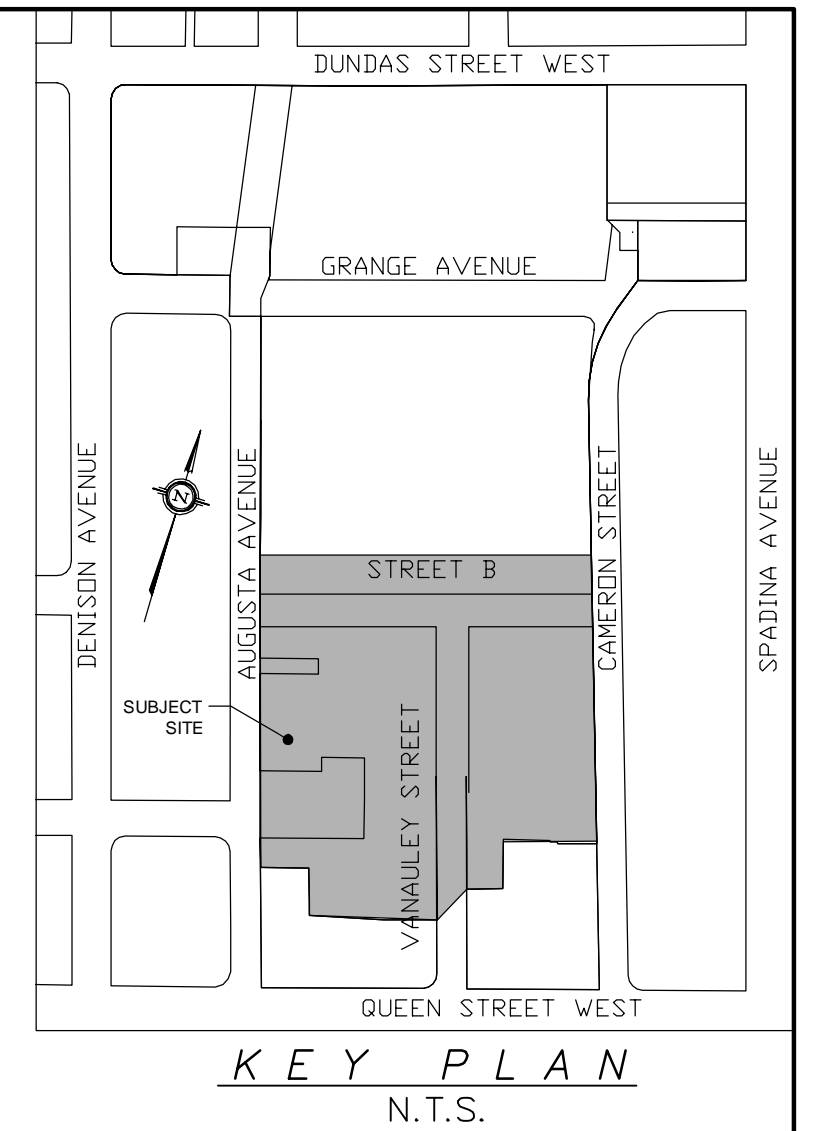 DUNDAS STREET WEST
GRANGE AVENUE
DENISON AVENUE
N
AUGUSTA AVENUE
CAMERON STREET
SPADINA AVENUE
STREET B
SUBJECT
SITE
VANAULEY STREET
QUEEN STREET WEST
KEY PLAN
N.T.S.